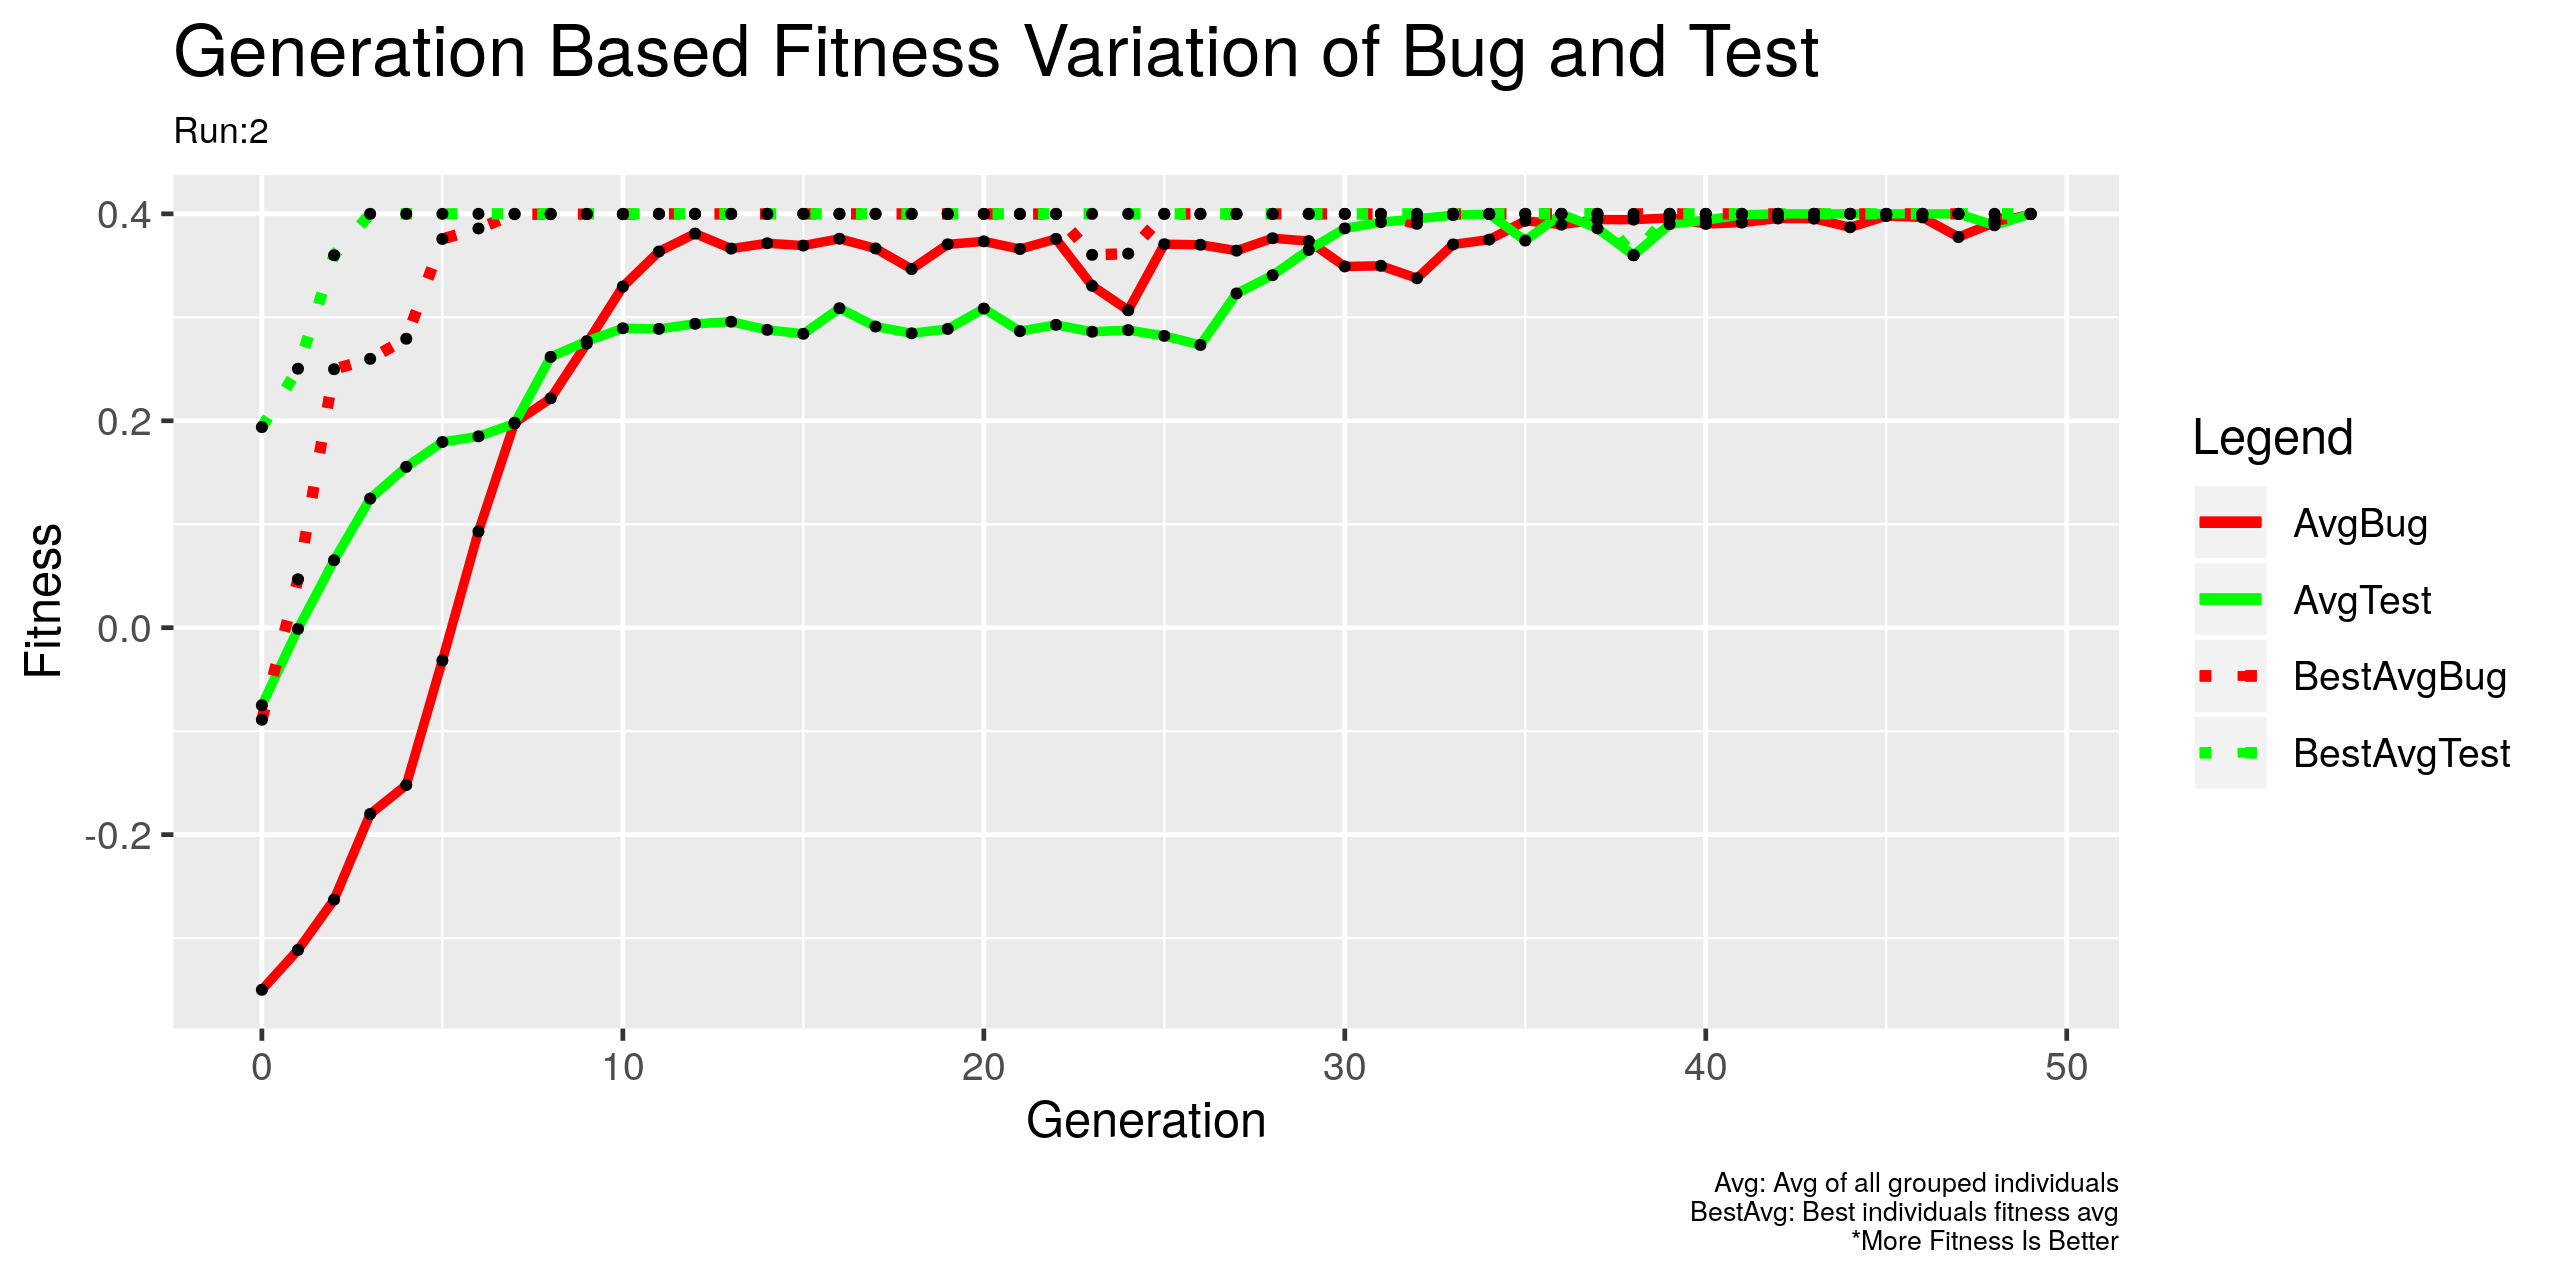 Generation Based Fitness Variation of Bug and Test
Run:2
Fitness
0.4
0.2
0.0
-0.2
0
10
20
30
40
50
Generation
Legend
AvgBug
AvgTest
BestAvgBug
BestAvgTest
Avg: Avg of all grouped individuals
BestAvg: Best individuals fitness avg
*More Fitness Is Better